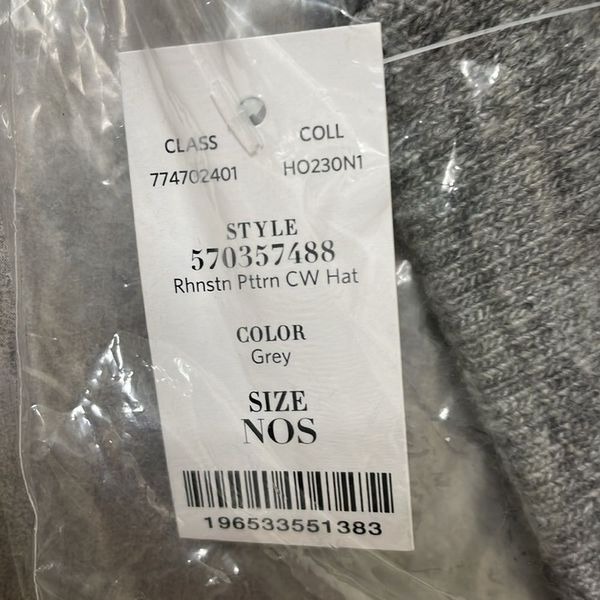 CLASS COLL
774702401 HO230N1
STYLE
570357488
Rhnstn Pttrn CW Hat
COLOR
Grey
SIZE
NOS
196533551383